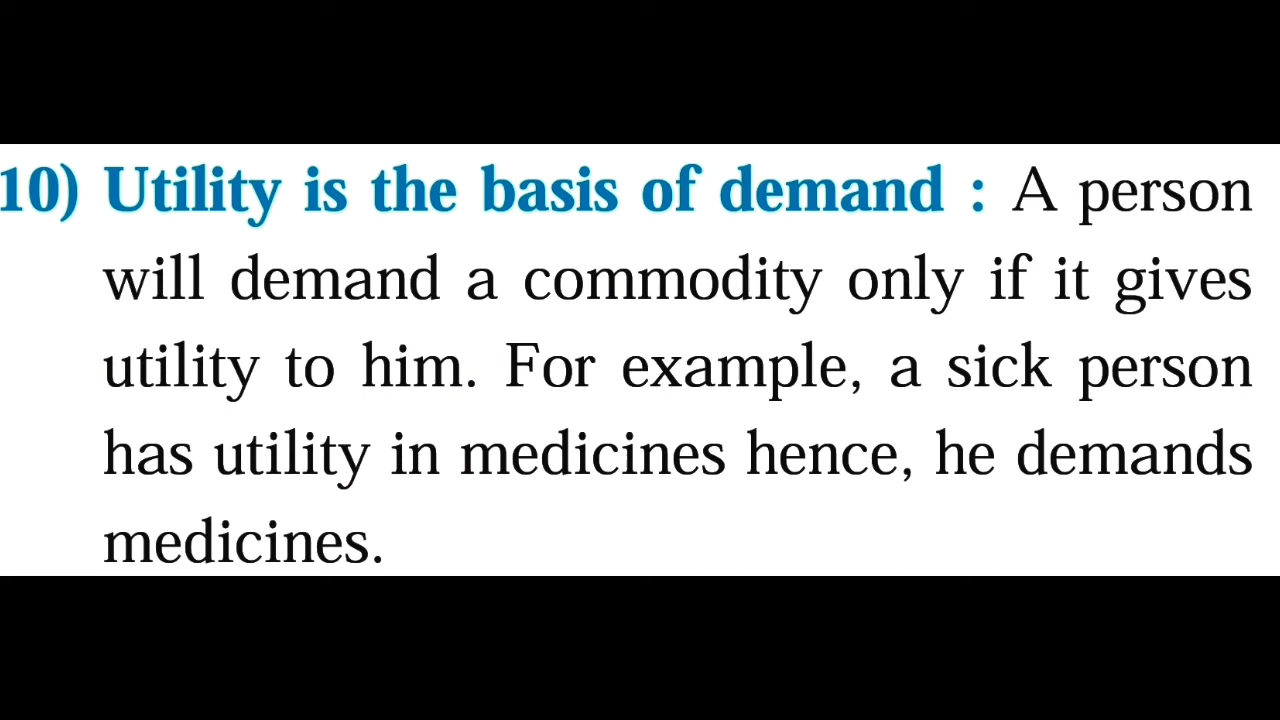 10) Utility is the basis of demand : A person
will demand a commodity only if it gives
utility to him. For example, a sick person
has utility in medicines hence, he demands
medicines.